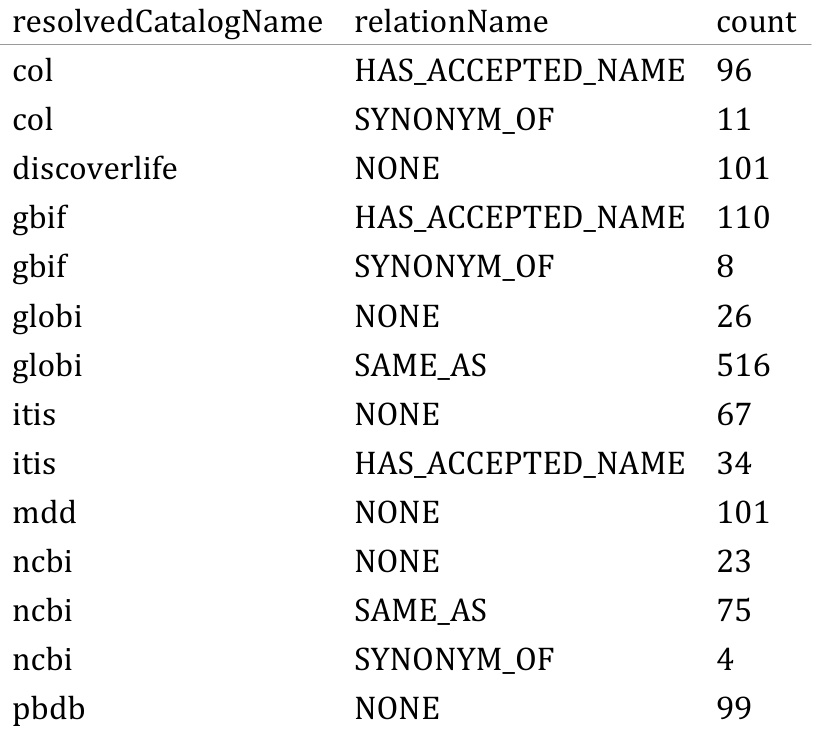 resolvedCatalogName relationName count
col HAS_ACCEPTED_NAME 96
col SYNONYM_OF 11
discoverlife NONE 101
gbif HAS_ACCEPTED_NAME 110
gbif SYNONYM_OF 8
globi NONE 26
globi SAME_AS 516
itis NONE 67
itis HAS_ACCEPTED_NAME 34
mdd NONE 101
ncbi NONE 23
ncbi SAME_AS 75
ncbi SYNONYM_OF 4
pbdb NONE 99